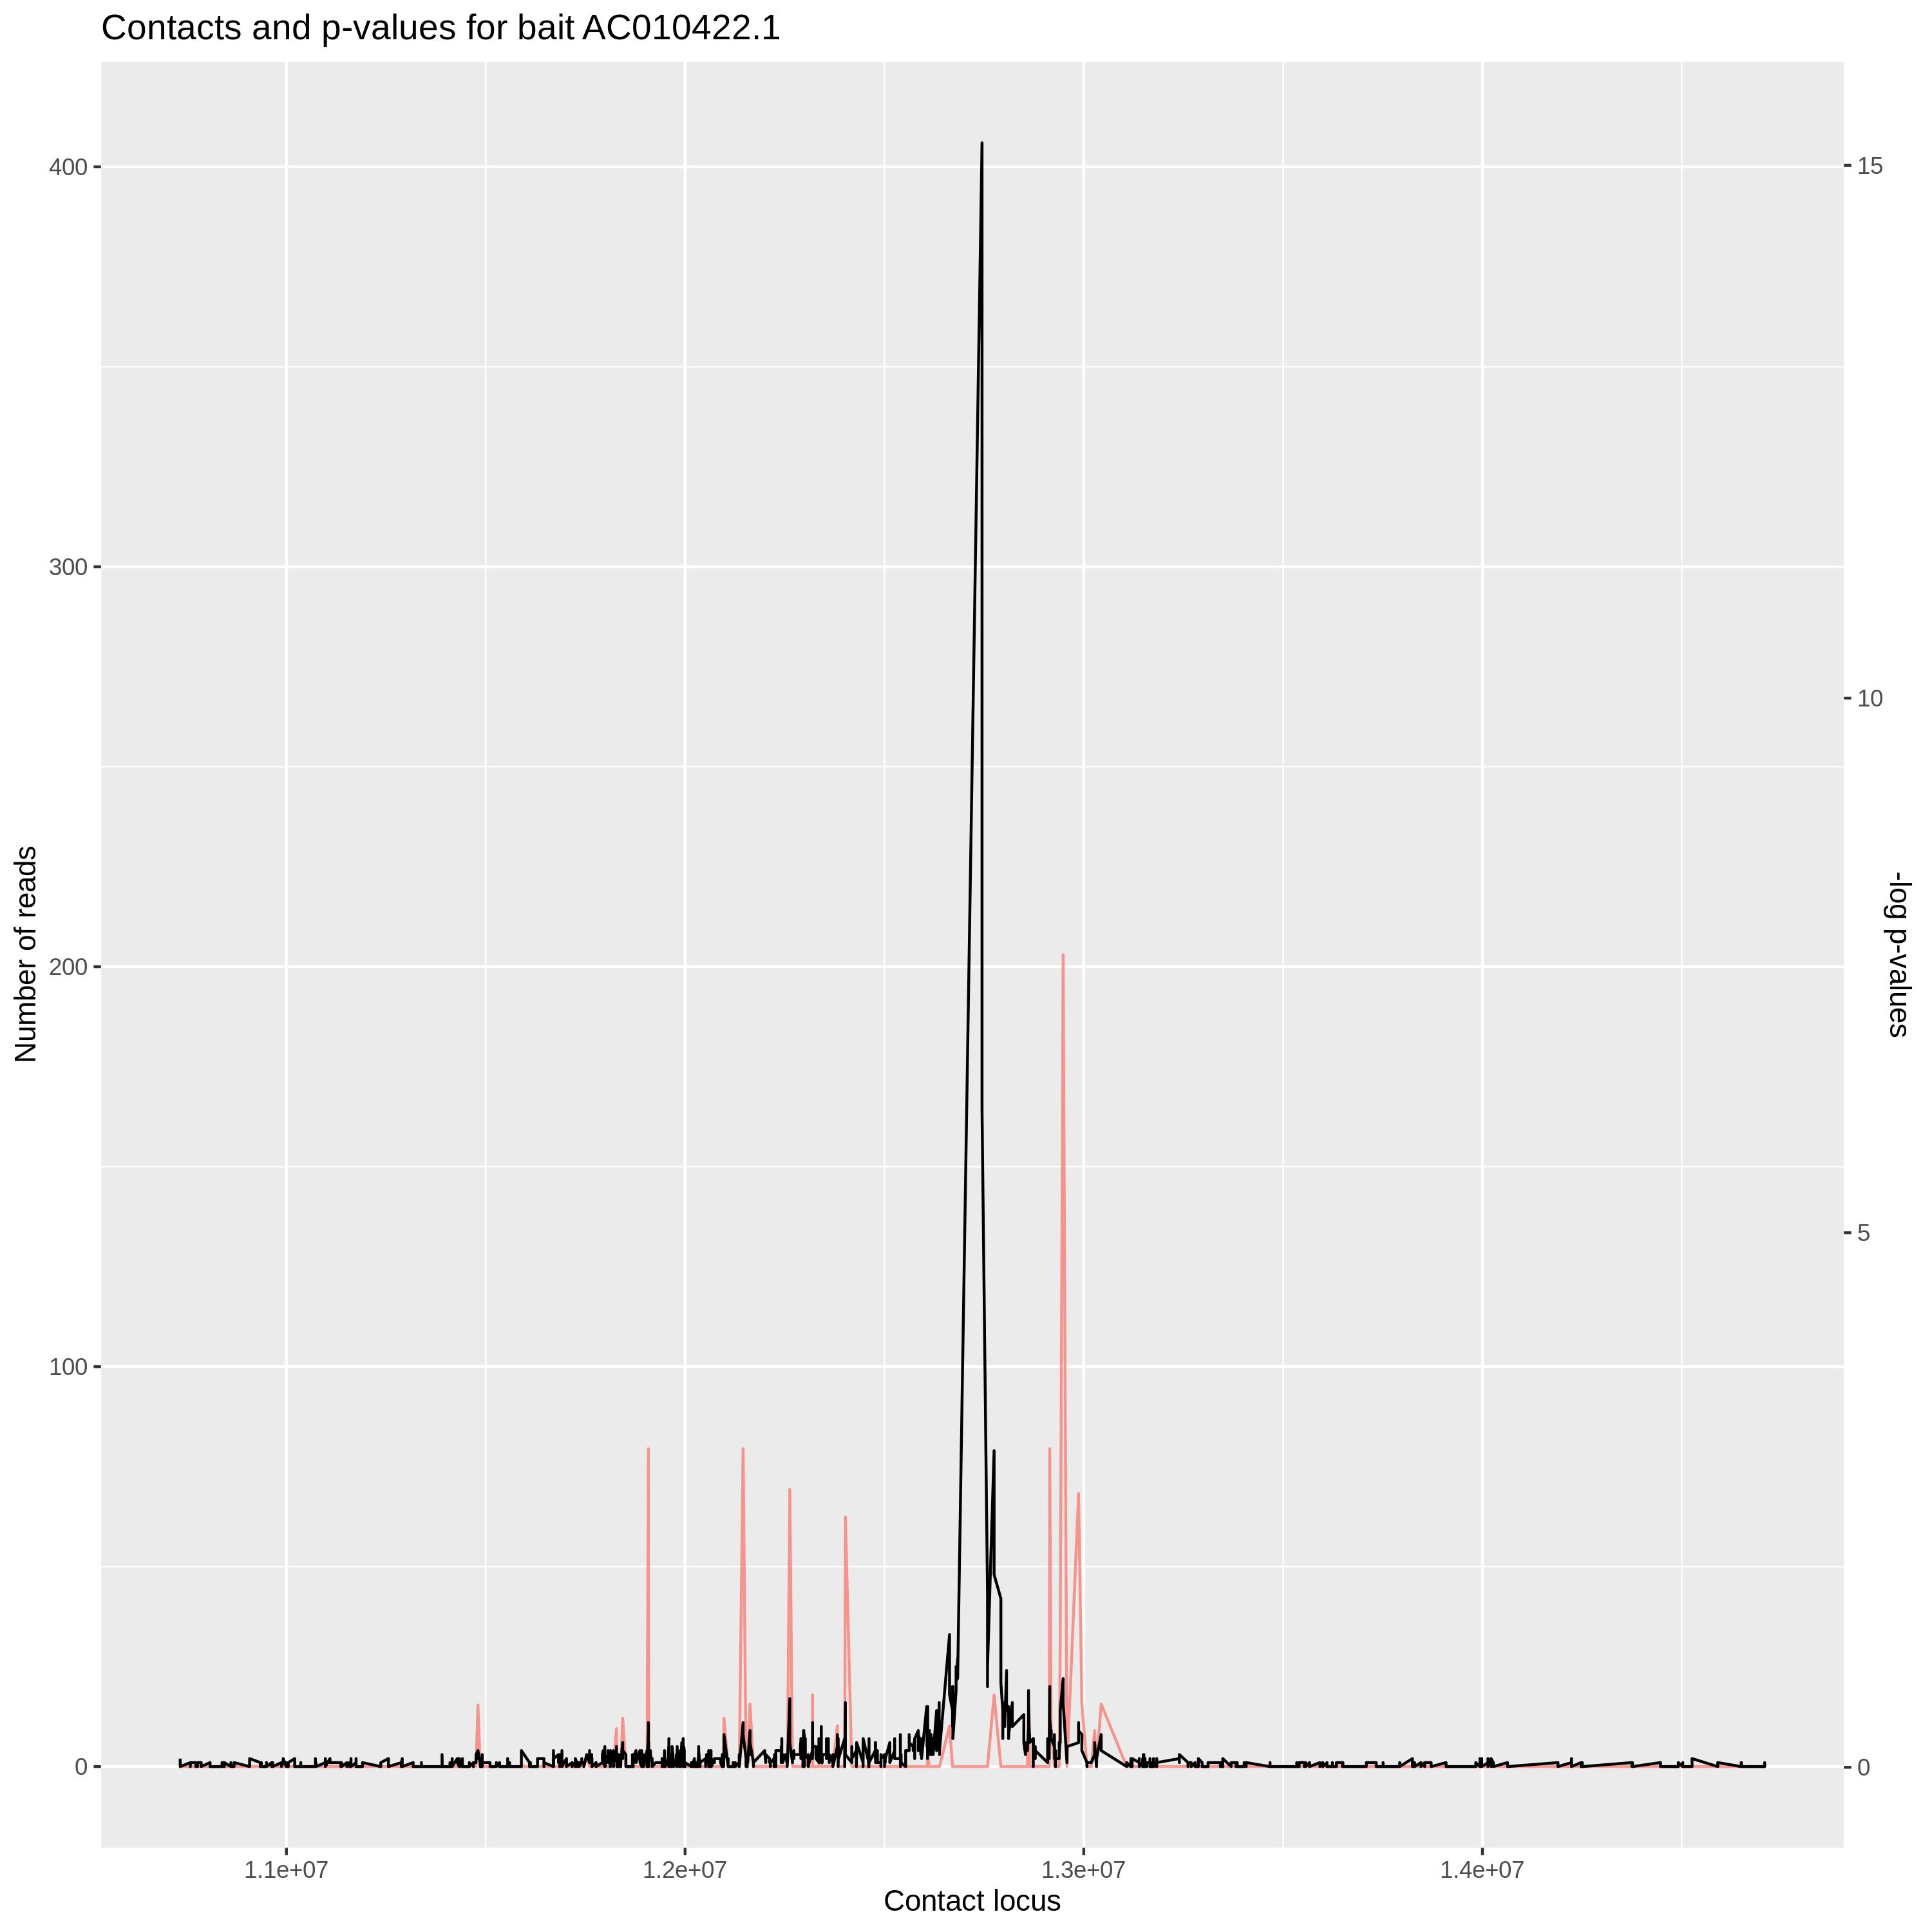 Contacts and p-values for bait AC010422.1
400
300
200
100
0
Number of reads
15
10
5
0
-log p-values
1.1e+07
1.2e+07
1.3e+07
1.4e+07
Contact locus